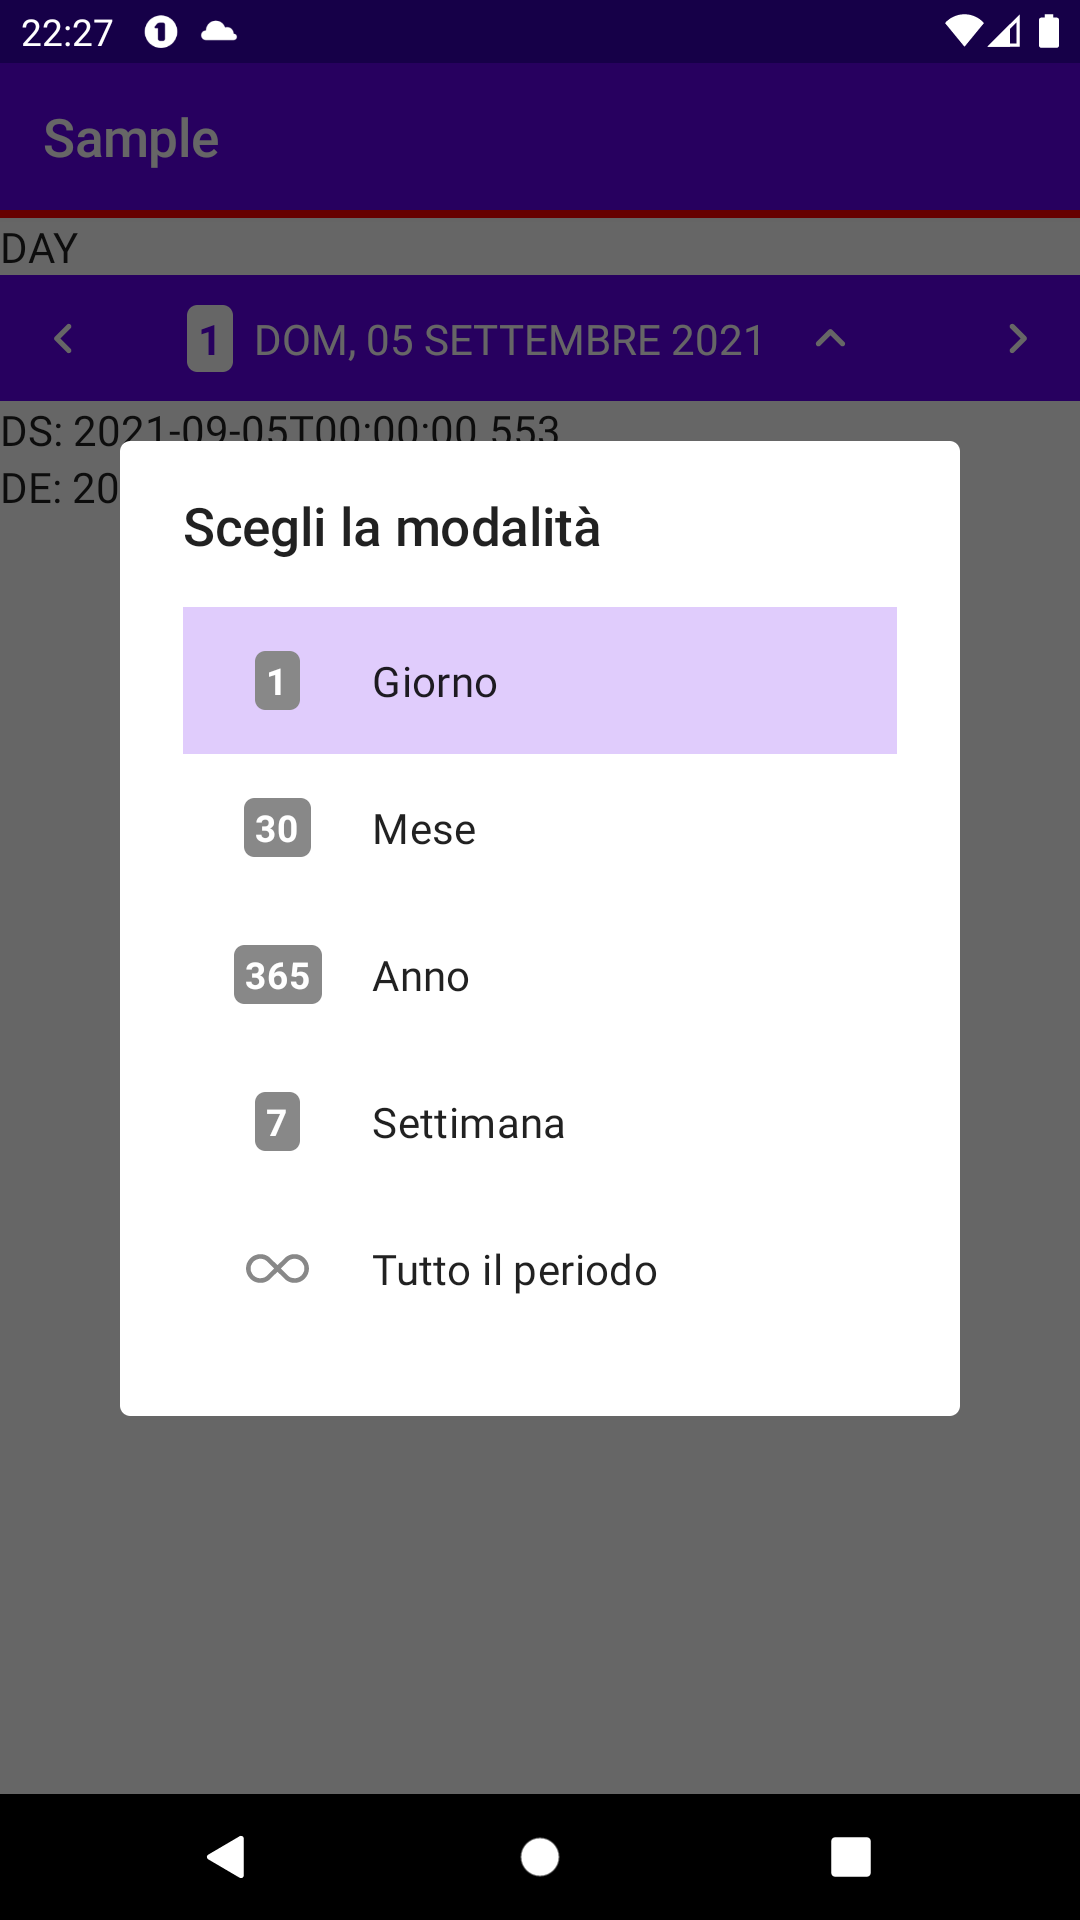 22:27
Sample
DAY
1 DOM, 05 SETTEMBRE 2021
DS: 2021-09-05T00:00:00 553
DE: 20
Scegli la modalità
1 Giorno
30 Mese
365 Anno
7 Settimana
Tutto il periodo